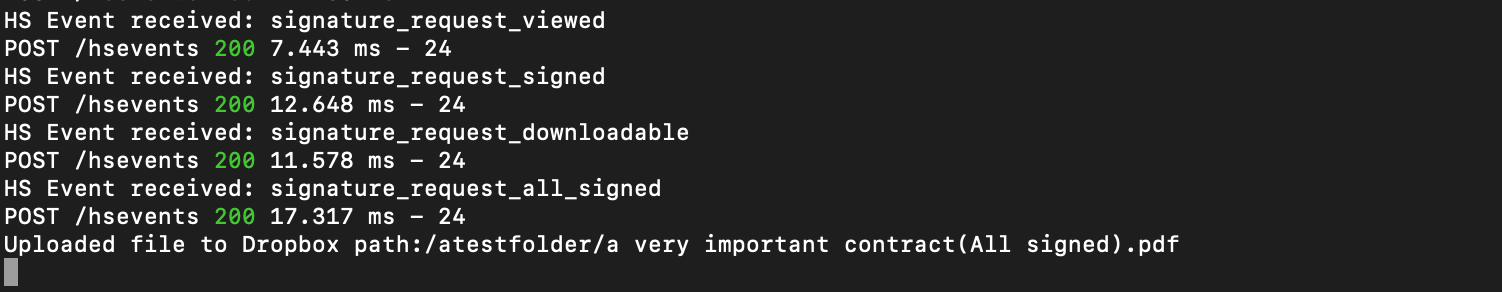 HS Event received: signature_request_viewed
POST /hsevents 200 7.443 ms - 24
HS Event received: signature_request_signed
POST /hsevents 200 12.648 ms - 24
HS Event received: signature_request_downloadable
POST /hsevents 200 11.578 ms - 24
HS Event received: signature_request_all_signed
POST /hsevents 200 17.317 ms - 24
Uploaded file to Dropbox path:/atestfolder/a very important contract(All signed).pdf